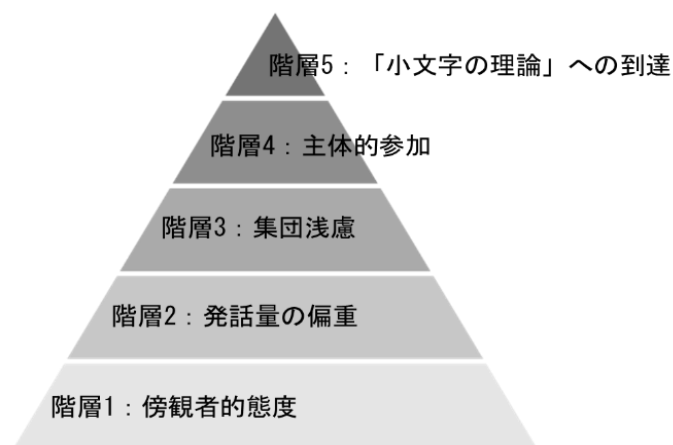 階層5：「小文字の理論」への到達
階層4：主体的参加
階層3：集団浅慮
階層2：発話量の偏重
階層1：傍観者的態度